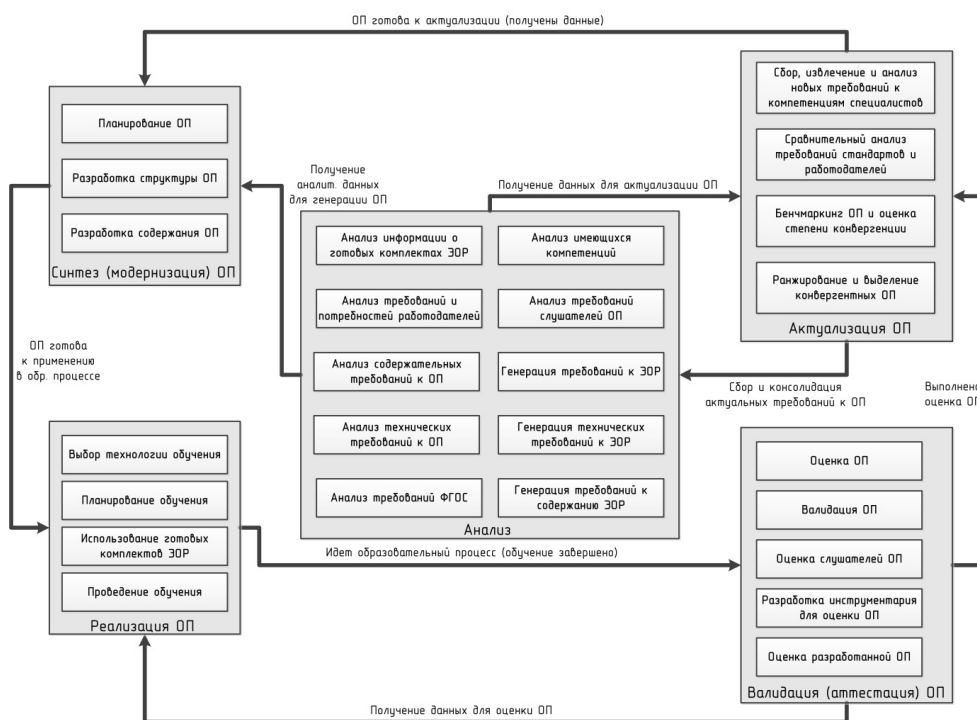 ОП готова к актуализации (получены данные)
Планирование ОП
Разработка структуры ОП
Разработка содержания ОП
Синтез (модернизация) ОП
Получение
аналит. данных
для генерации ОП
Получение данных для актуализации ОП
Сбор, извлечение и анализ
новых требований к
компетенциям специалистов
Сравнительный анализ
требований стандартов и
работодателей
Бенчмаркинг ОП и оценка
степени конвергенции
Ранжирование и выделение
конвергентных ОП
Актуализация ОП
Анализ информации о
готовых комплектах ЭОР
Анализ имеющихся
компетенций
Анализ требований и
потребностей работодателей
Анализ требований
слушателей ОП
Анализ содержательных
требований к ОП
Генерация требований к ЭОР
Анализ технических
требований к ОП
Генерация технических
требований к ЭОР
Анализ требований ФГОС
Генерация требований к
содержанию ЭОР
Анализ
ОП готова
к применению
в обр. процессе
Сбор и консолидация
актуальных требований к ОП
оценка ОП
Выбор технологии обучения
Планирование обучения
Использование готовых
комплектов ЭОР
Проведение обучения
Реализация ОП
Идет образовательный процесс (обучение завершено)
Оценка ОП
Валидация ОП
Оценка слушателей ОП
Разработка инструментария
для оценки ОП
Оценка разработанной ОП
Валидация (аттестация) ОП
Получение данных для оценки ОП